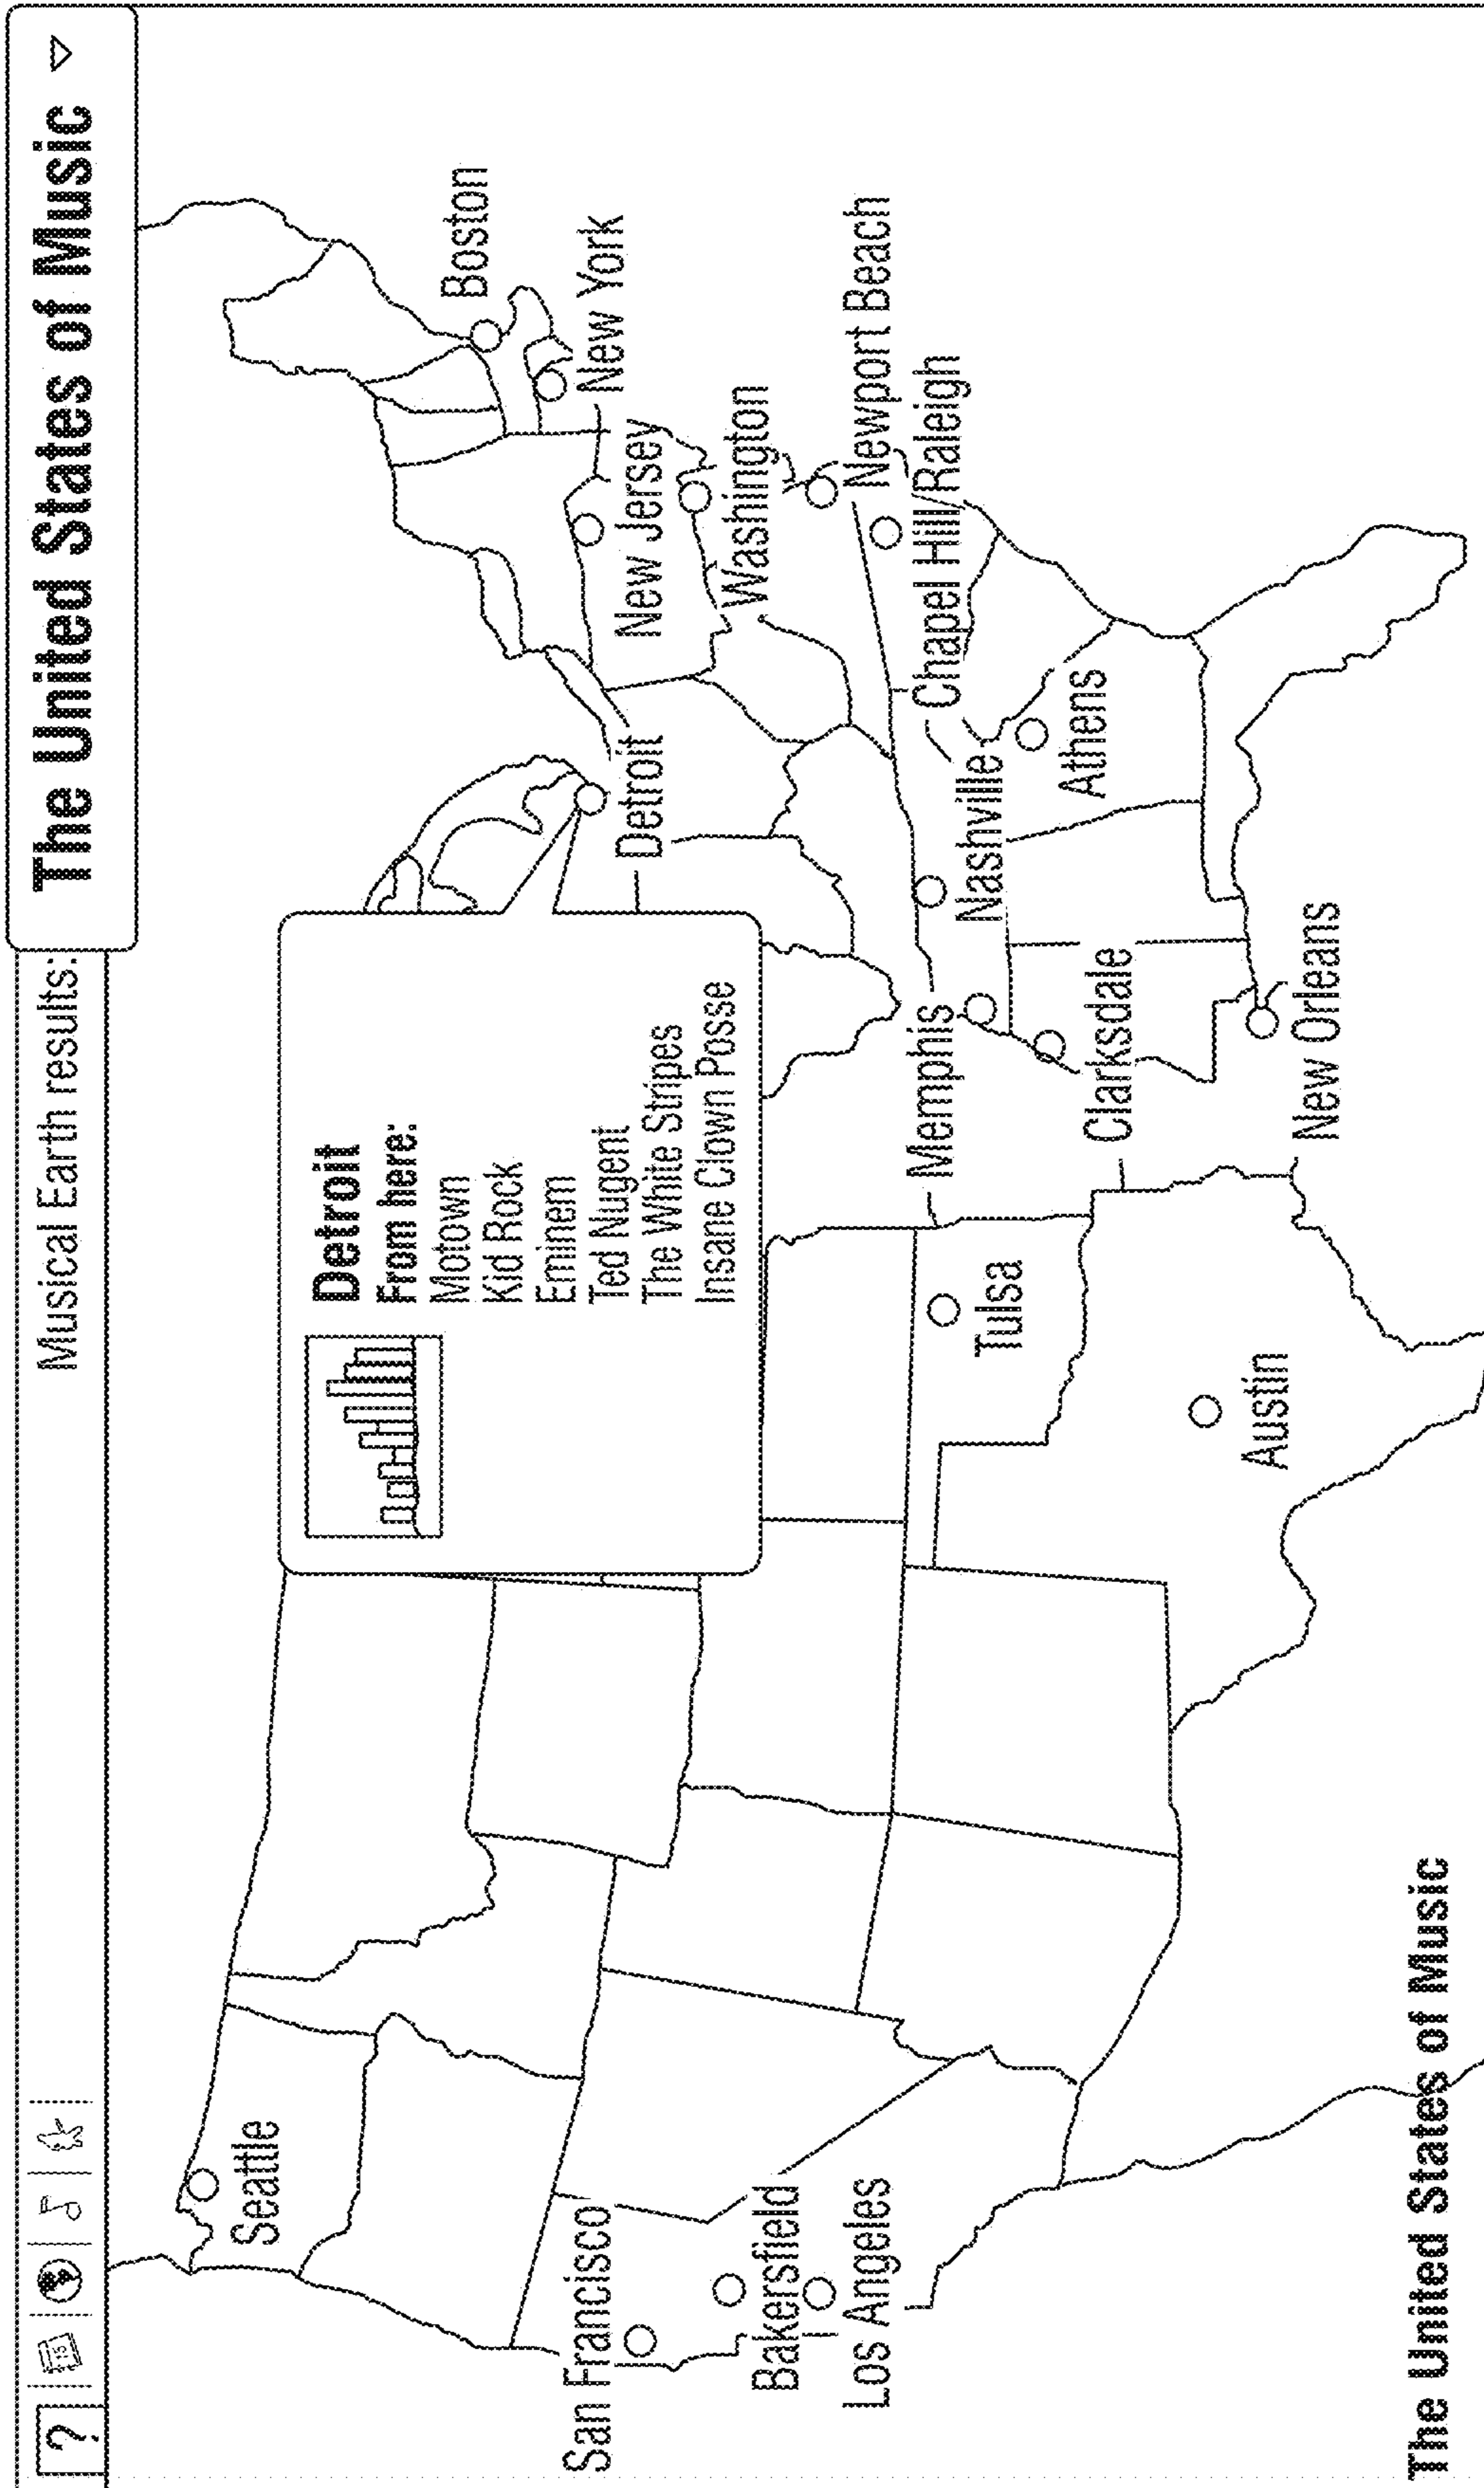 ?
15
Musical Earth results:
The United States of Music
Seattle
San Francisco
Bakersfield
Los Angeles
Detroit
From here:
Motown
Kid Rock
Eminem
Ted Nugent
The White Stripes
Insane Clown Posse
Boston
New York
New Jersey
Detroit
Washington
Newport Beach
Chapel Hill/Raleigh
Memphis
Nashville
Tulsa
Athens
Clarksdale
Austin
New Orleans
The United States of Music